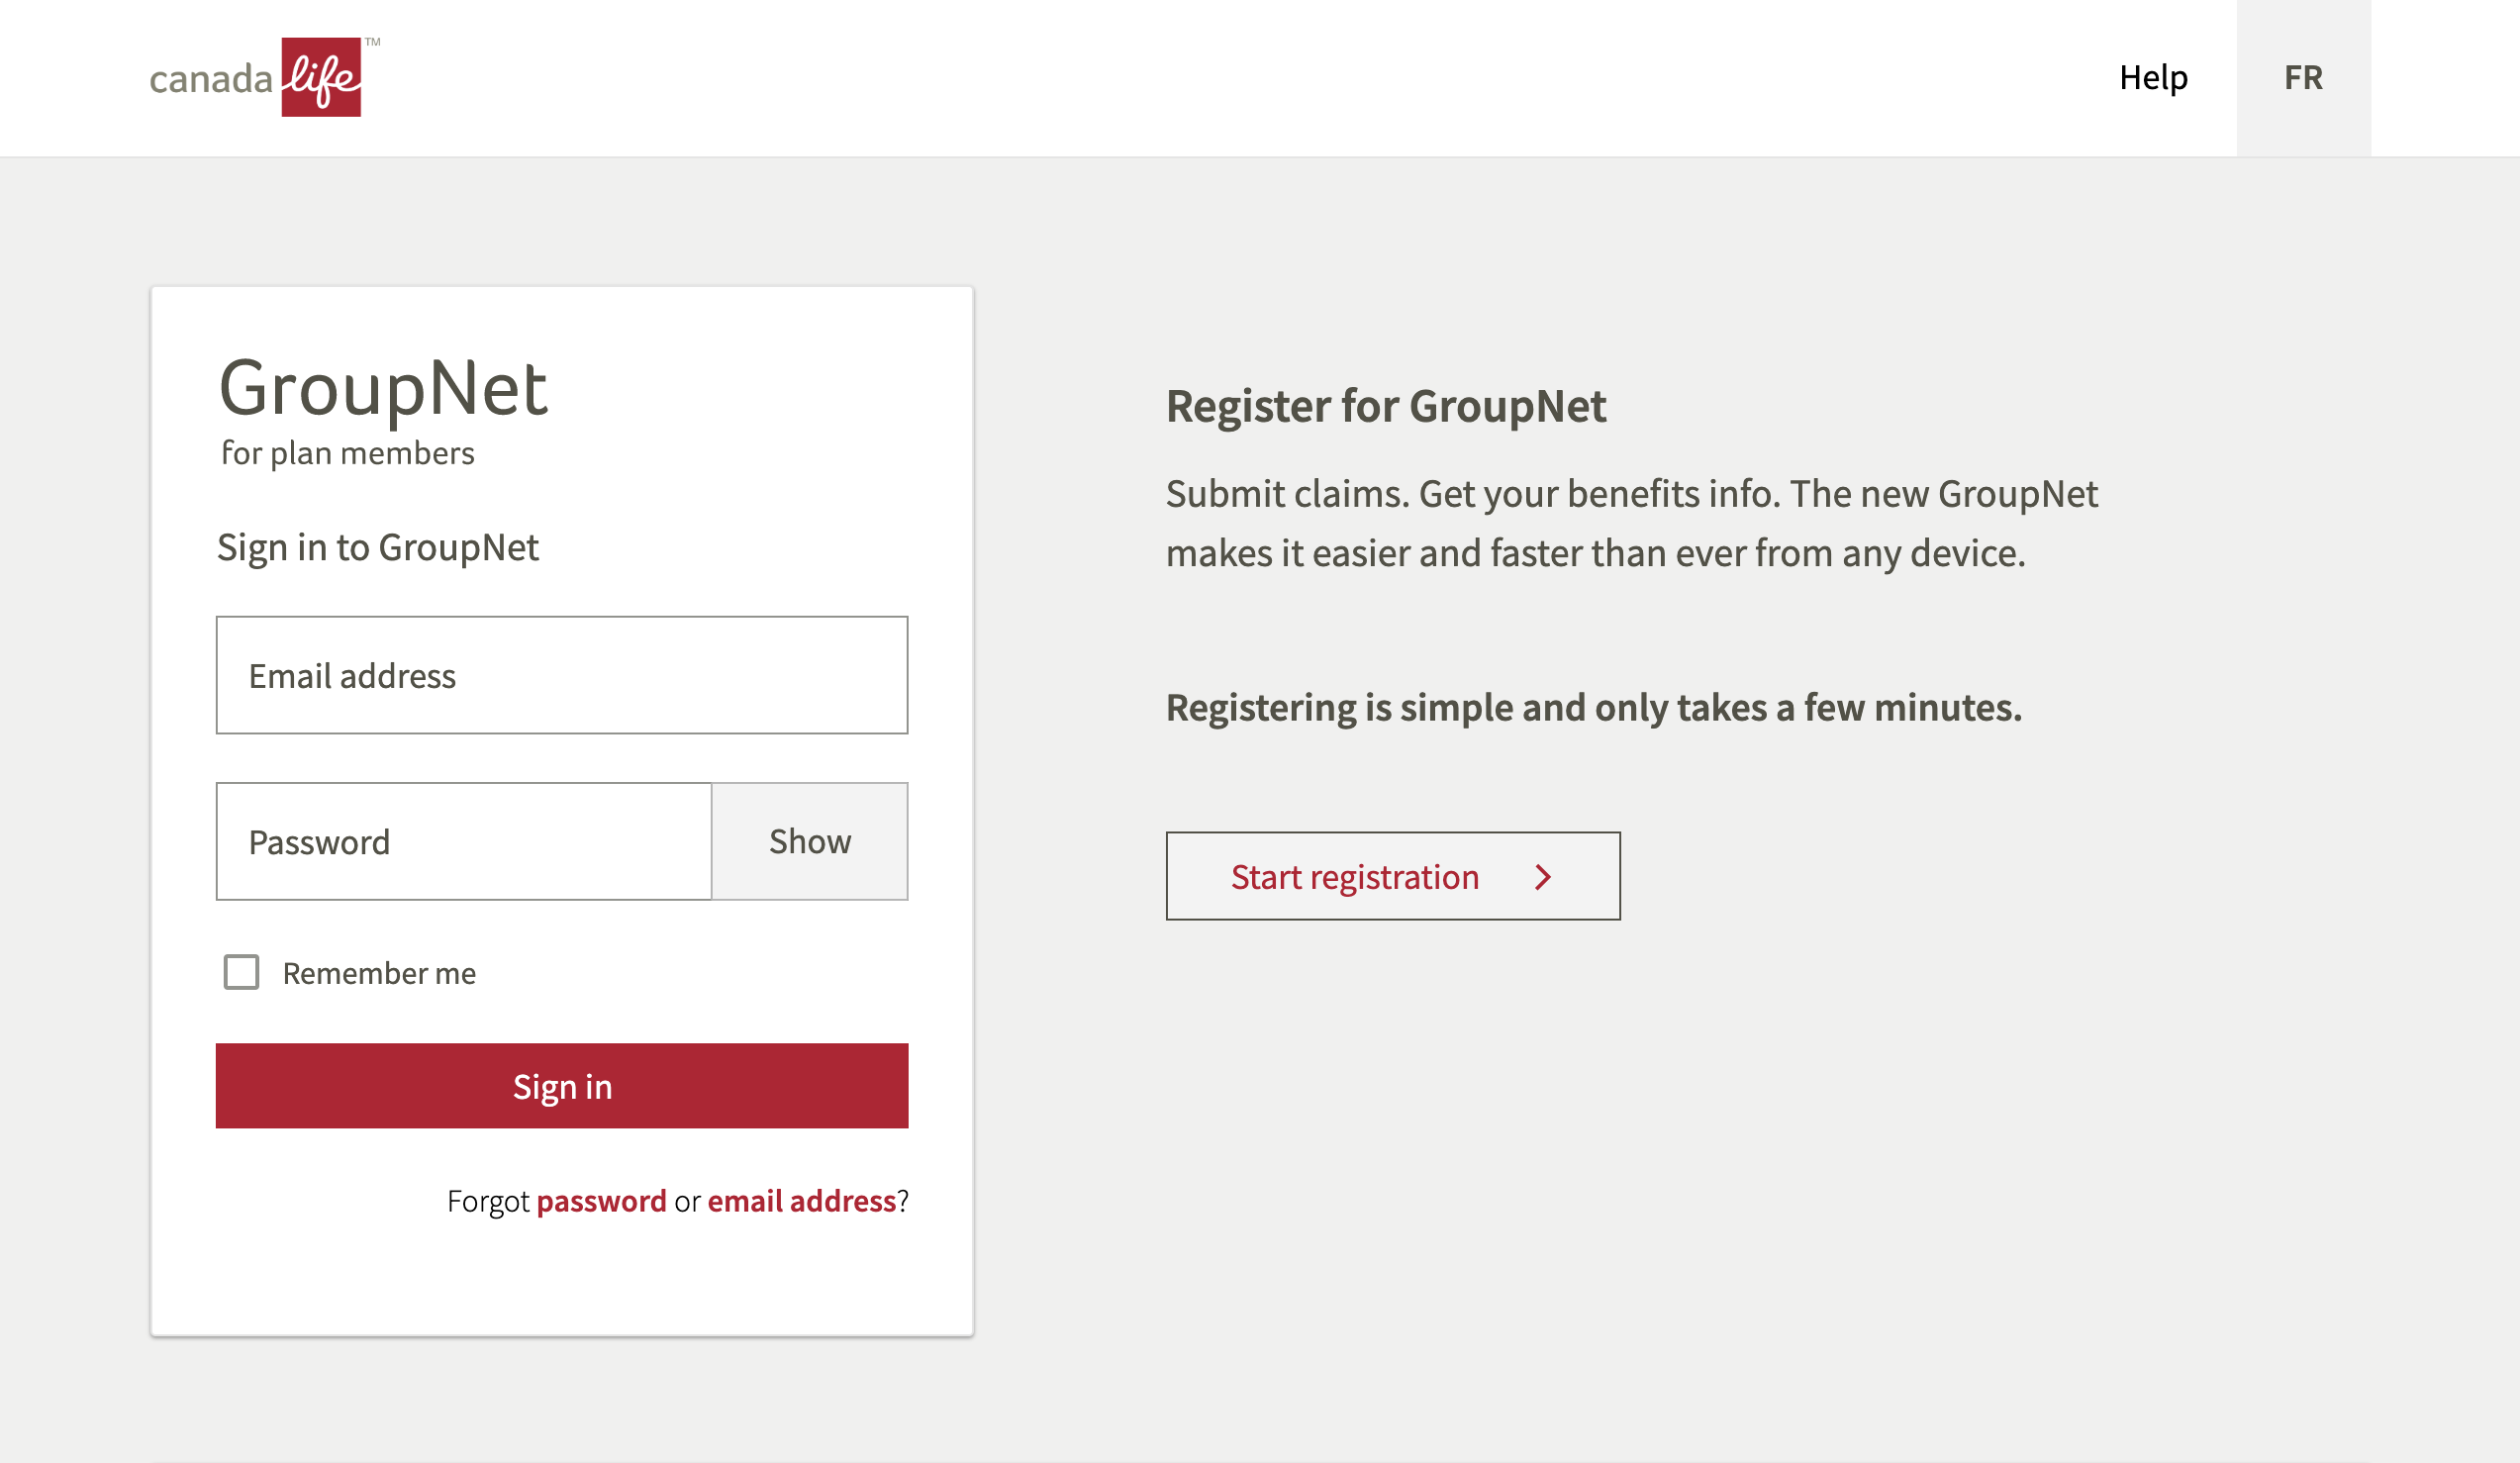 canada life™
Help
FR
GroupNet
for plan members
Sign in to GroupNet
Email address
Password
Show
Remember me
Sign in
Forgot password or email address?
Register for GroupNet
Submit claims. Get your benefits info. The new GroupNet
makes it easier and faster than ever from any device.
Registering is simple and only takes a few minutes.
Start registration